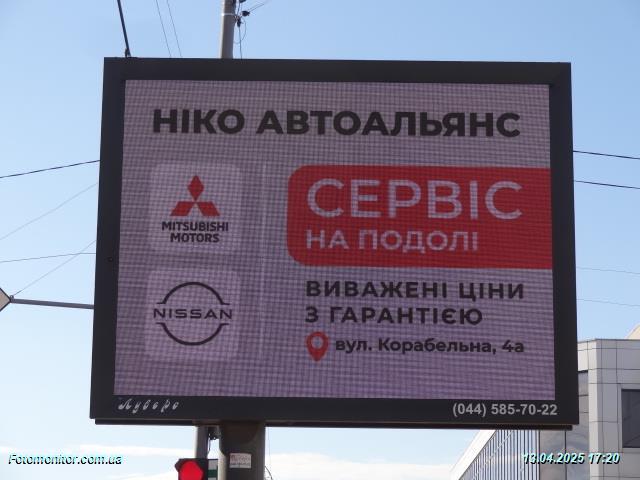 НІКО АВТОАЛЬЯНС
MITSUBISHI
MOTORS
СЕРВІС
НА ПОДОЛІ
NISSAN
ВИВАЖЕНІ ЦІНИ
З ГАРАНТІЄЮ
вул. Корабельна, 4а
(044) 585-70-22
Fotomonitor.com.ua
13.04.2025 17:20